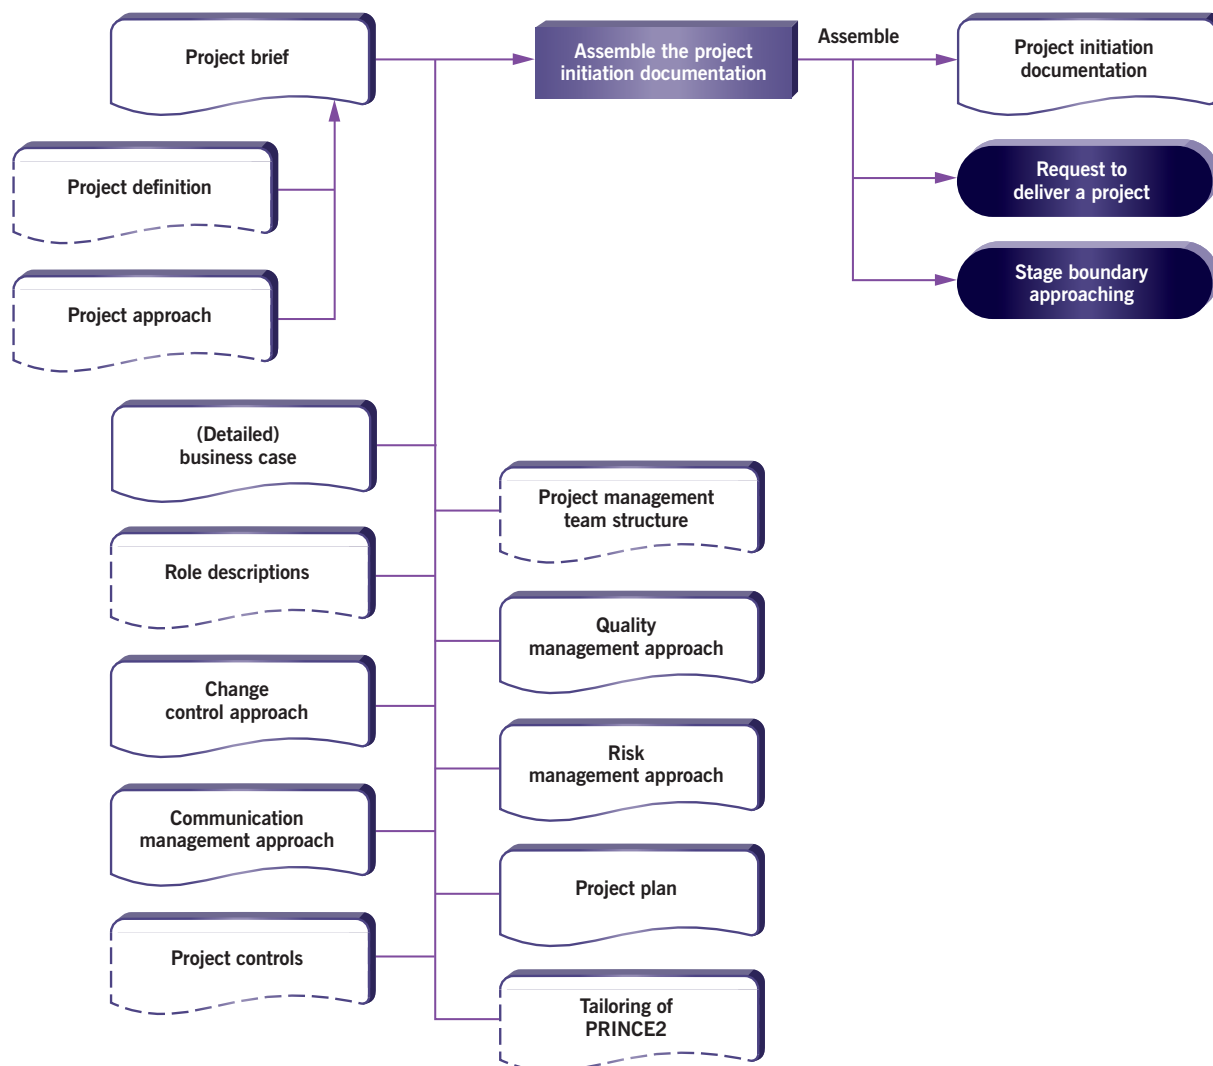 Project brief
Assemble the project
initiation documentation
Assemble
Project initiation
documentation
Project definition
Request to
deliver a project
Project approach
Stage boundary
approaching
(Detailed)
business case
Project management
team structure
Role descriptions
Quality
management approach
Change
control approach
Risk
management approach
Communication
management approach
Project plan
Project controls
Tailoring of
PRINCE2